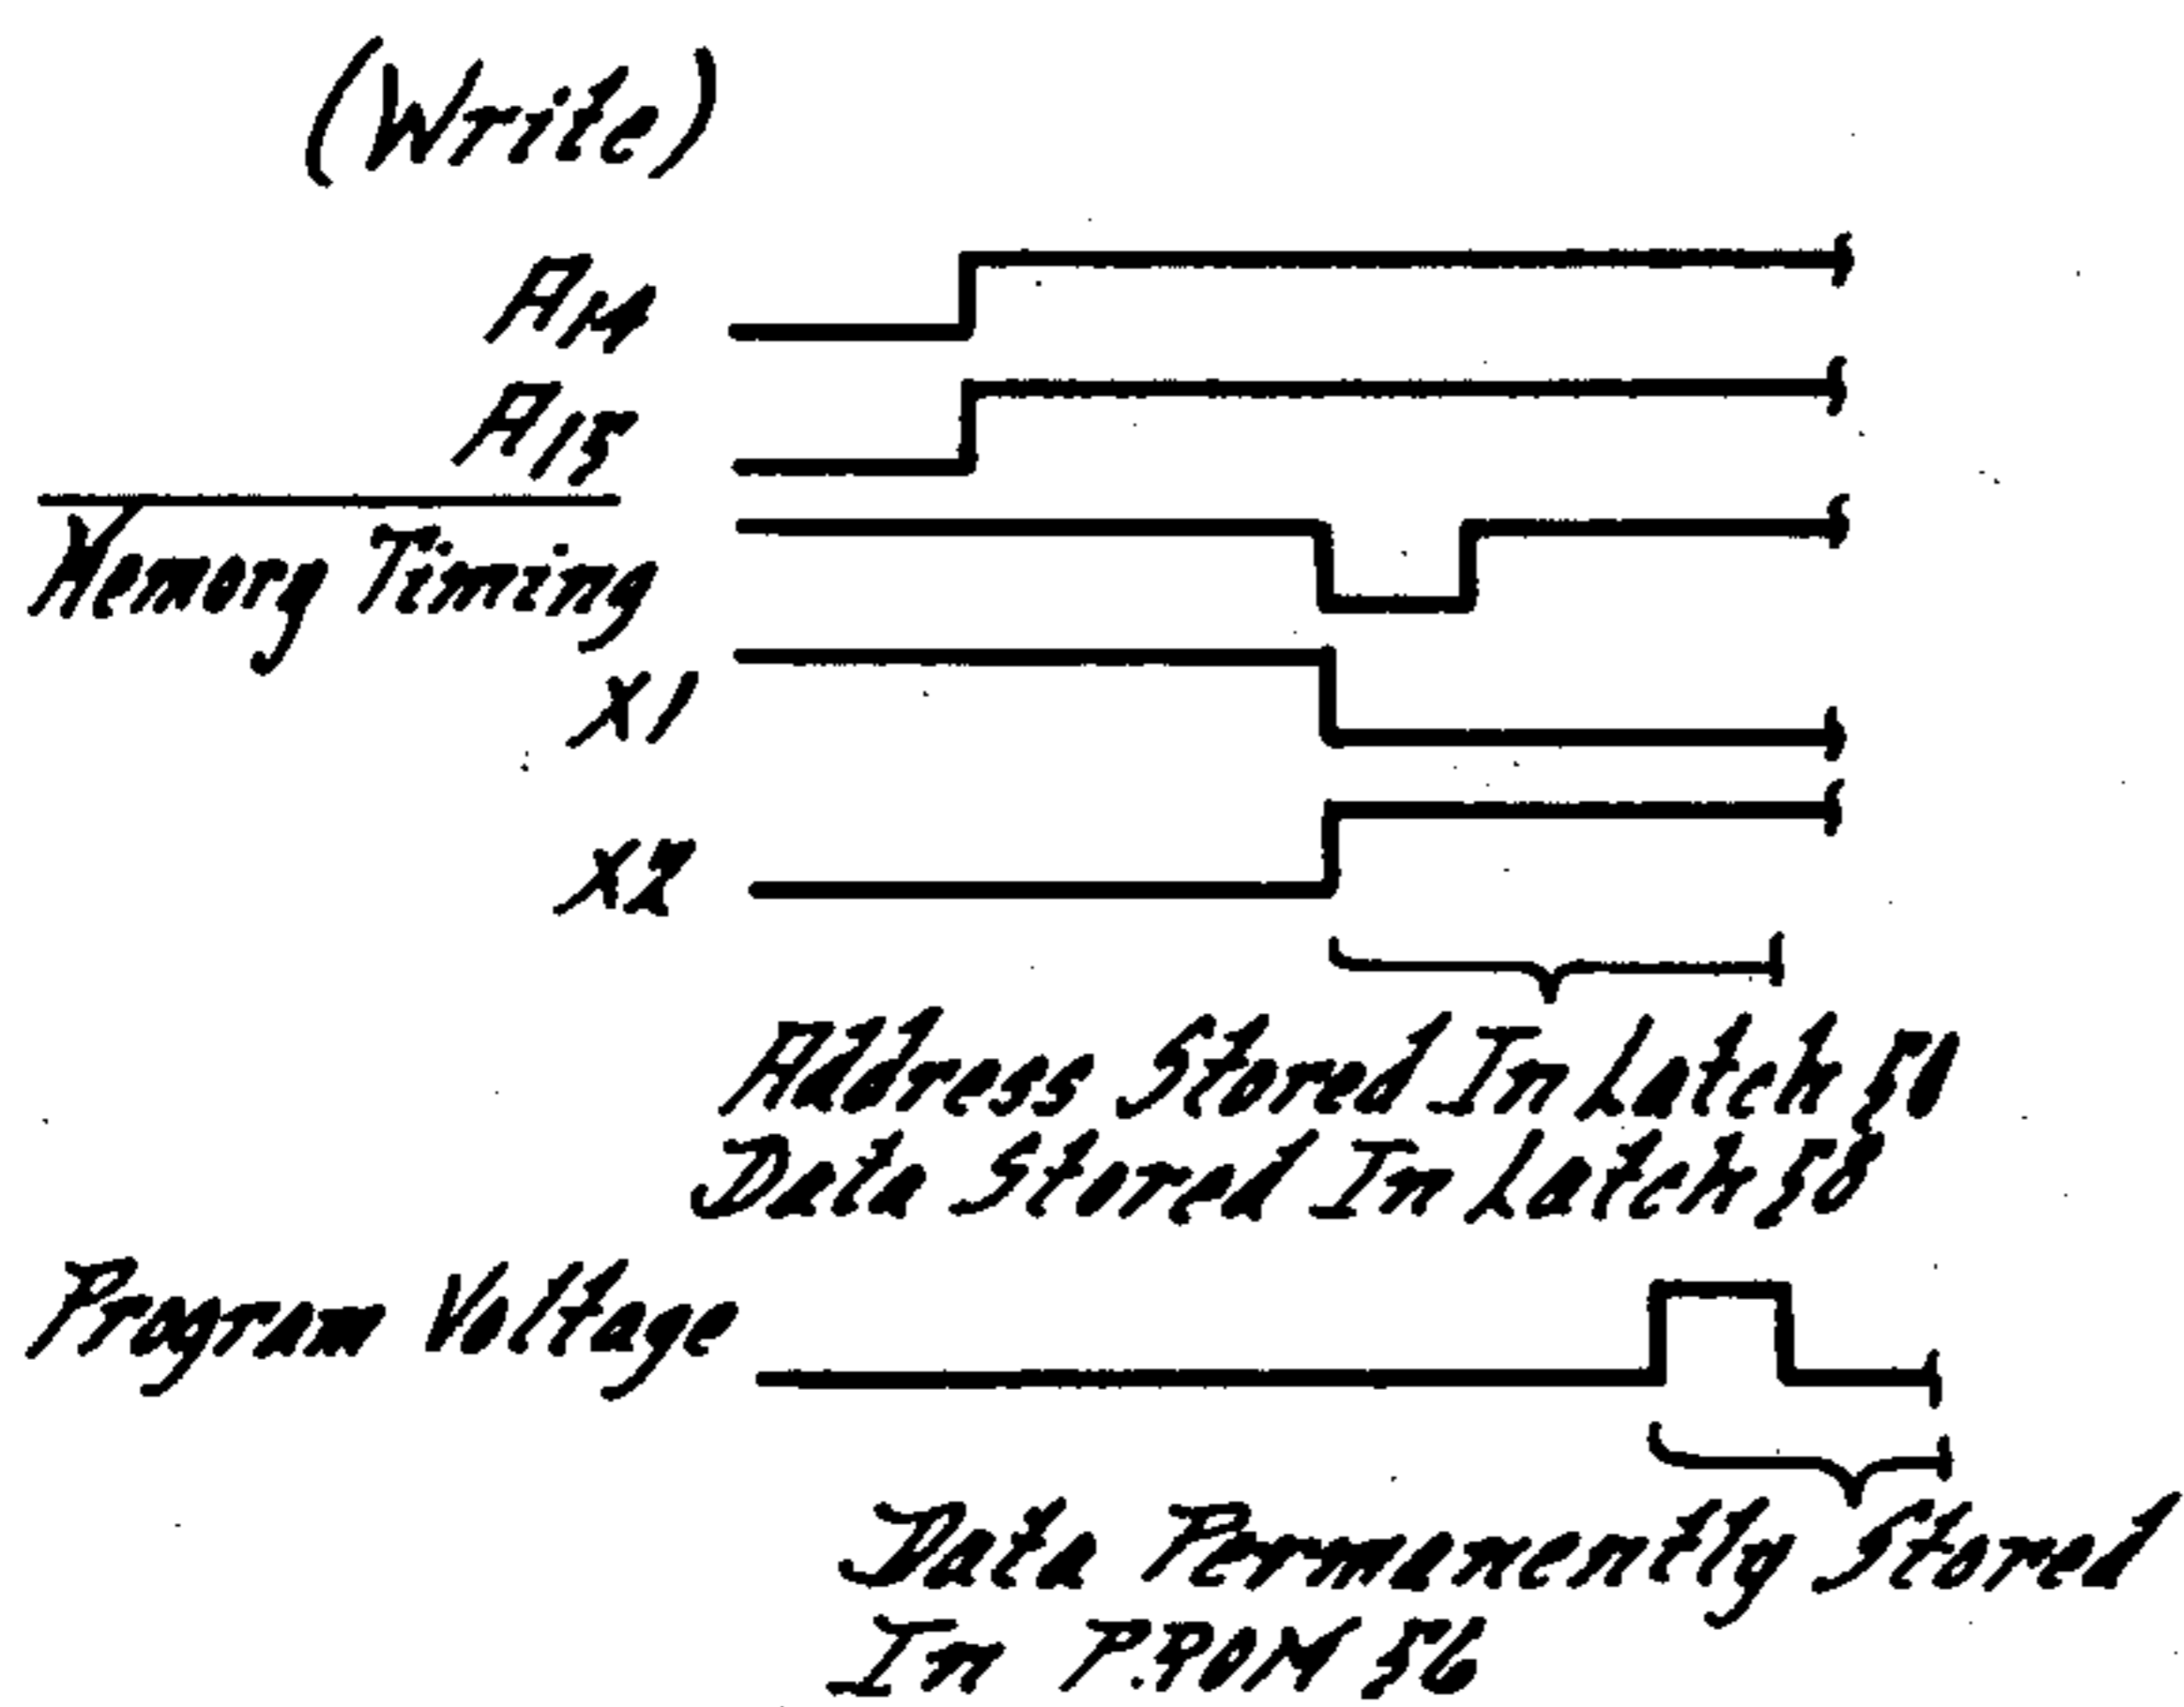 (Write)
A14
A15
Memory Timing
X1
X2
Address Stored In Latch 50
Data Stored In Latch 58
Program Voltage
Data Permanently Stored
In P.ROM 56